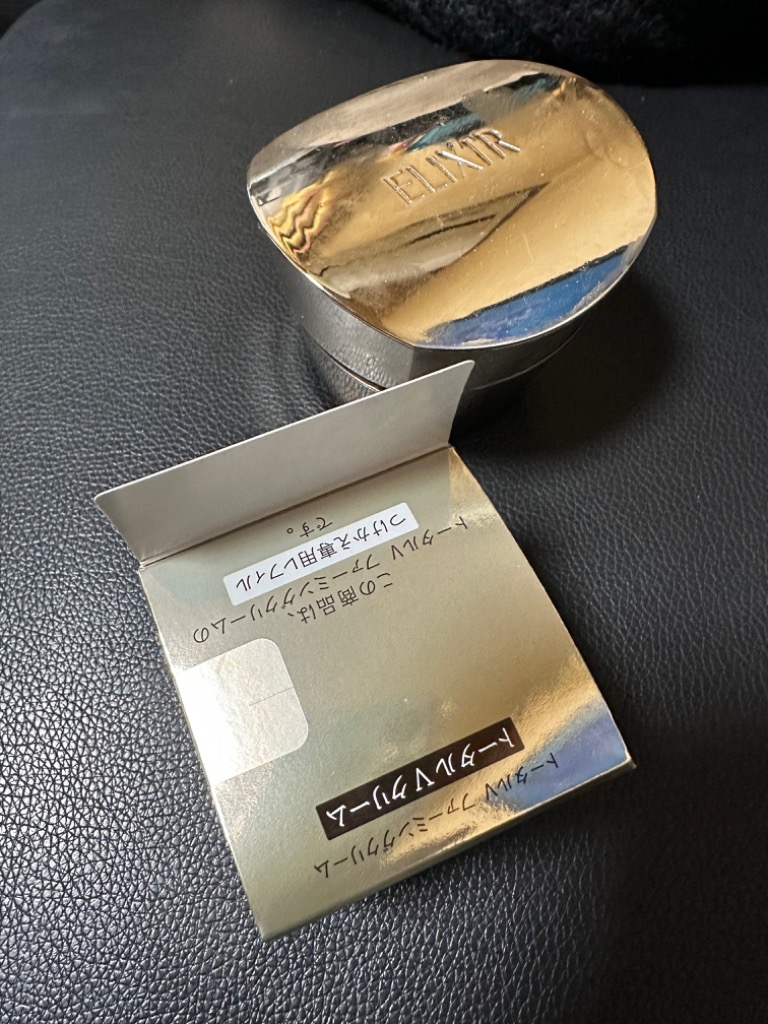 ELIXIR
トータルV ファーミングクリーム
トータル V クリーム
この商品は、
トータルV ファーミングクリームの
つけかえ専用レフィル
です。